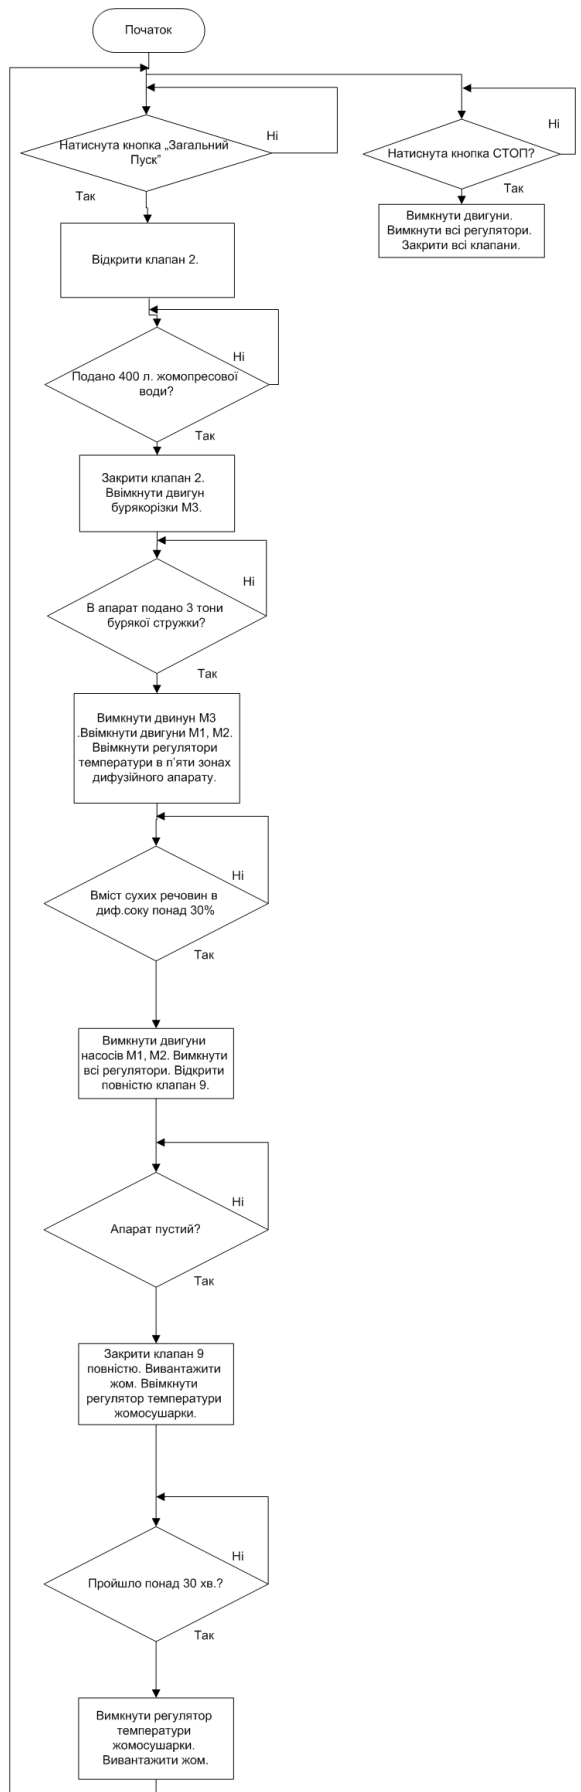 Початок
Натиснута кнопка „Загальний
Пуск”
Ні
Так
Натиснута кнопка СТОП?
Ні
Так
Вимкнути двигуни.
Вимкнути всі регулятори.
Закрити всі клапани.
Відкрити клапан 2.
Подано 400 л. жомопресової
води?
Ні
Так
Закрити клапан 2.
Ввімкнути двигун
бурякорізки М3.
В апарат подано 3 тони
бурякої стружки?
Ні
Так
Вимкнути двинун М3
.Ввімкнути двигуни М1, М2.
Ввімкнути регулятори
температури в п’яти зонах
дифузійного апарату.
Вміст сухих речовин в
диф.соку понад 30%
Ні
Так
Вимкнути двигуни
насосів М1, М2. Вимкнути
всі регулятори. Відкрити
повністю клапан 9.
Апарат пустий?
Ні
Так
Закрити клапан 9
повністю. Вивантажити
жом. Ввімкнути
регулятор температури
жомосушарки.
Пройшло понад 30 хв.?
Ні
Так
Вимкнути регулятор
температури
жомосушарки.
Вивантажити жом.